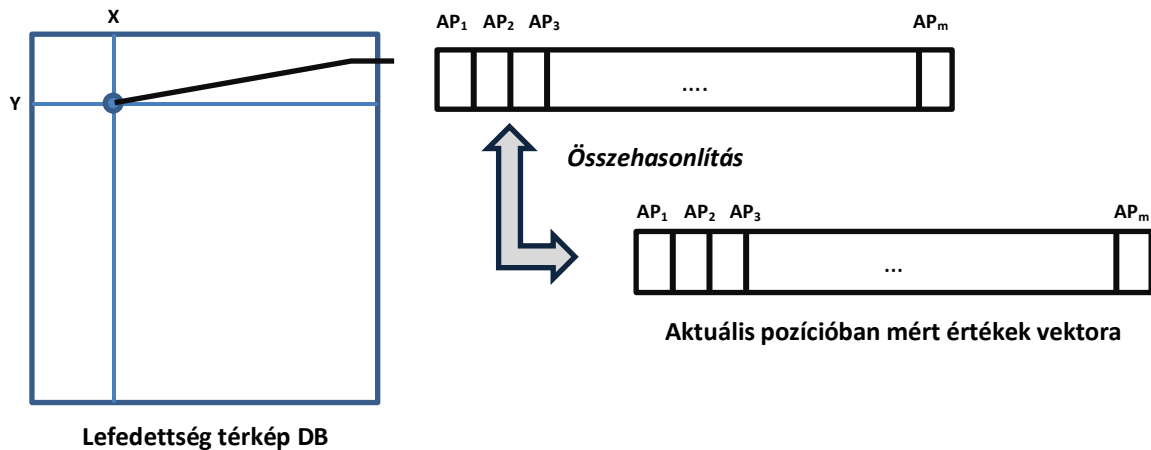 X
Y
AP₁ AP₂ AP₃ APₘ
....
Összehasonlítás
AP₁ AP₂ AP₃ APₘ
...
Aktuális pozícióban mért értékek vektora
Lefedettség térkép DB